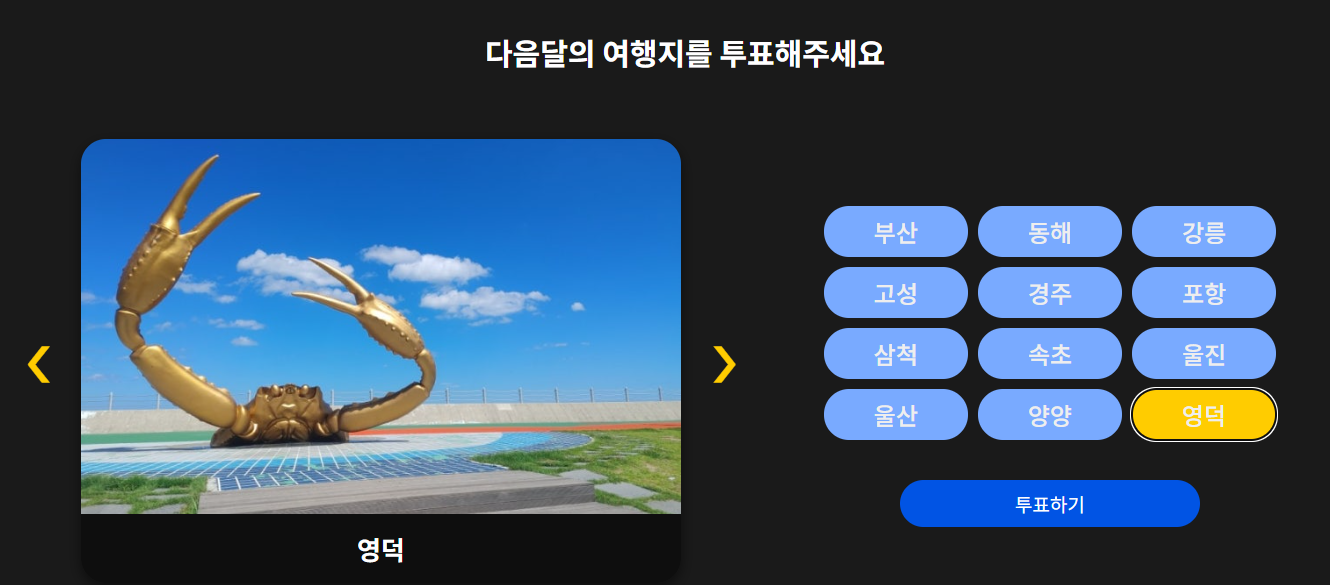 다음달의 여행지를 투표해주세요
부산 동해 강릉
고성 경주 포항
삼척 속초 울진
울산 양양 영덕
투표하기
영덕